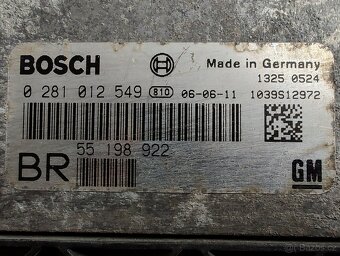 BOSCH
Made in Germany
1325 0524
0 281 012 549 810 06-06-11 1039S12972
BR 55 198 922
GM